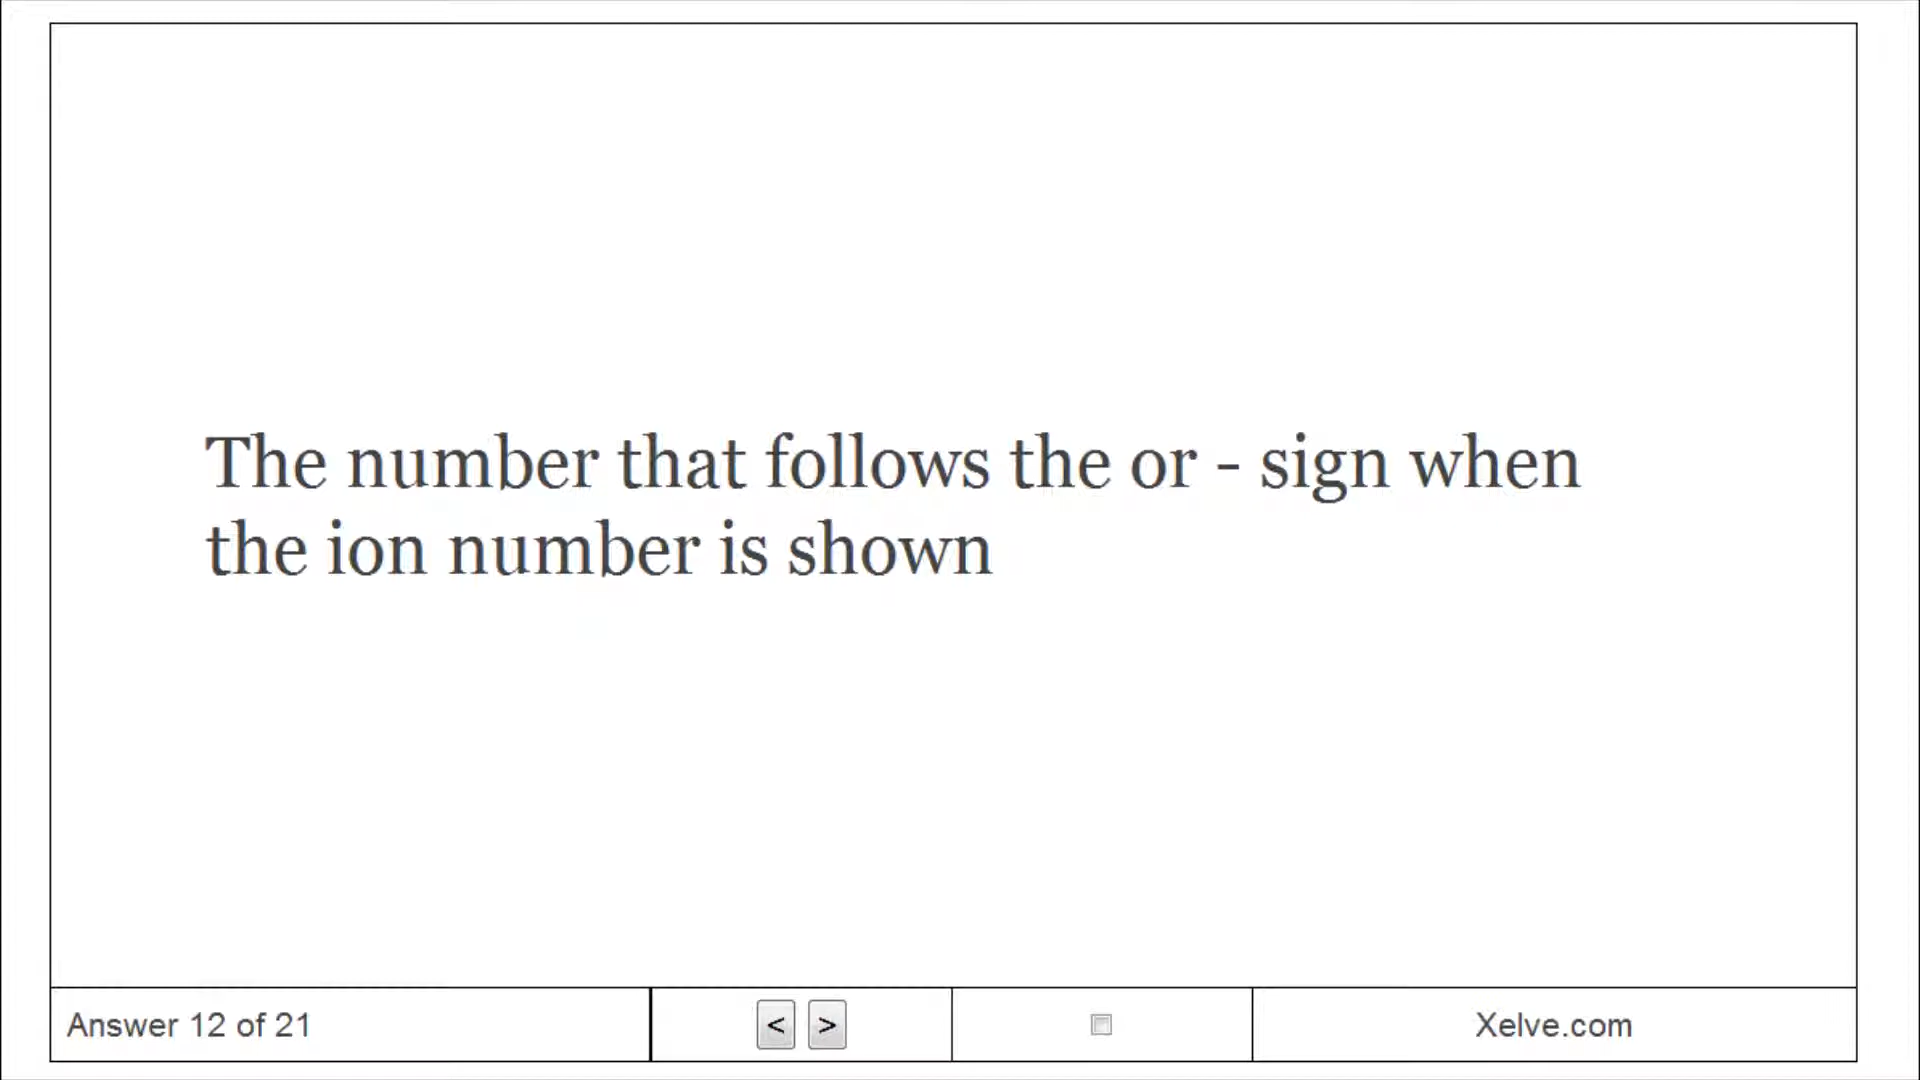 The number that follows the or - sign when
the ion number is shown
Answer 12 of 21
< >
Xelve.com